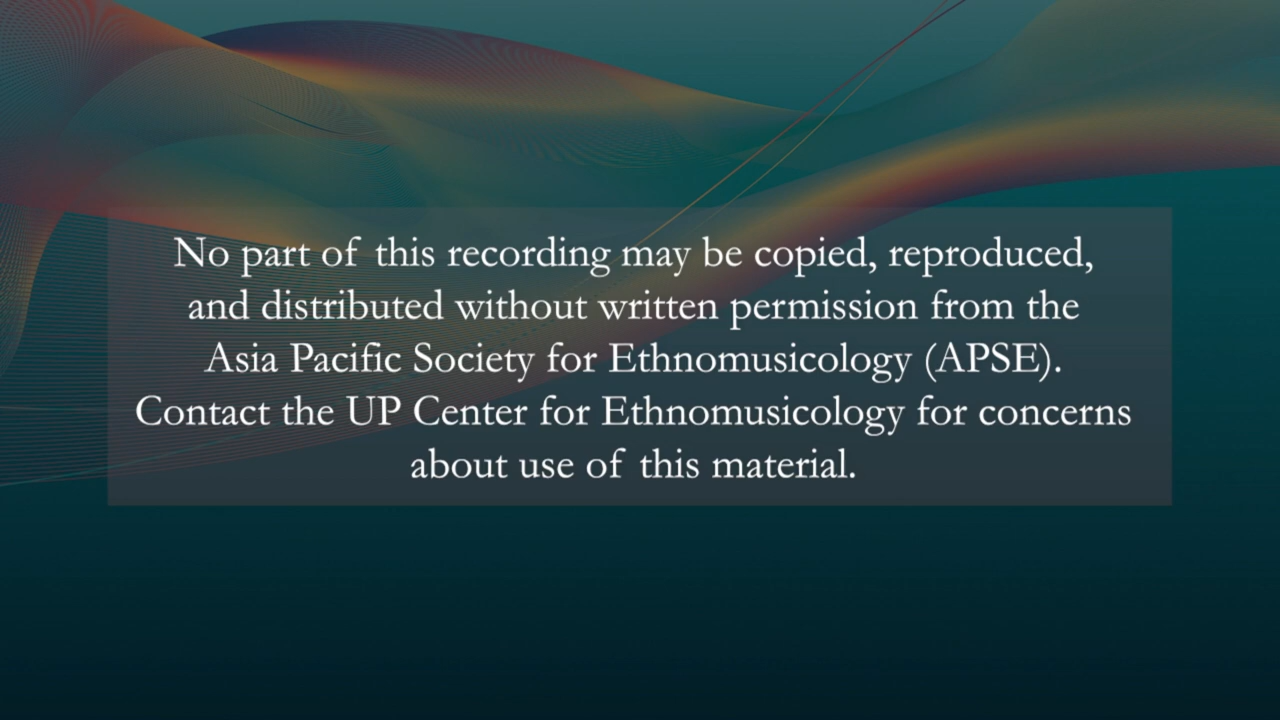 No part of this recording may be copied, reproduced,
and distributed without written permission from the
Asia Pacific Society for Ethnomusicology (APSE).
Contact the UP Center for Ethnomusicology for concerns
about use of this material.